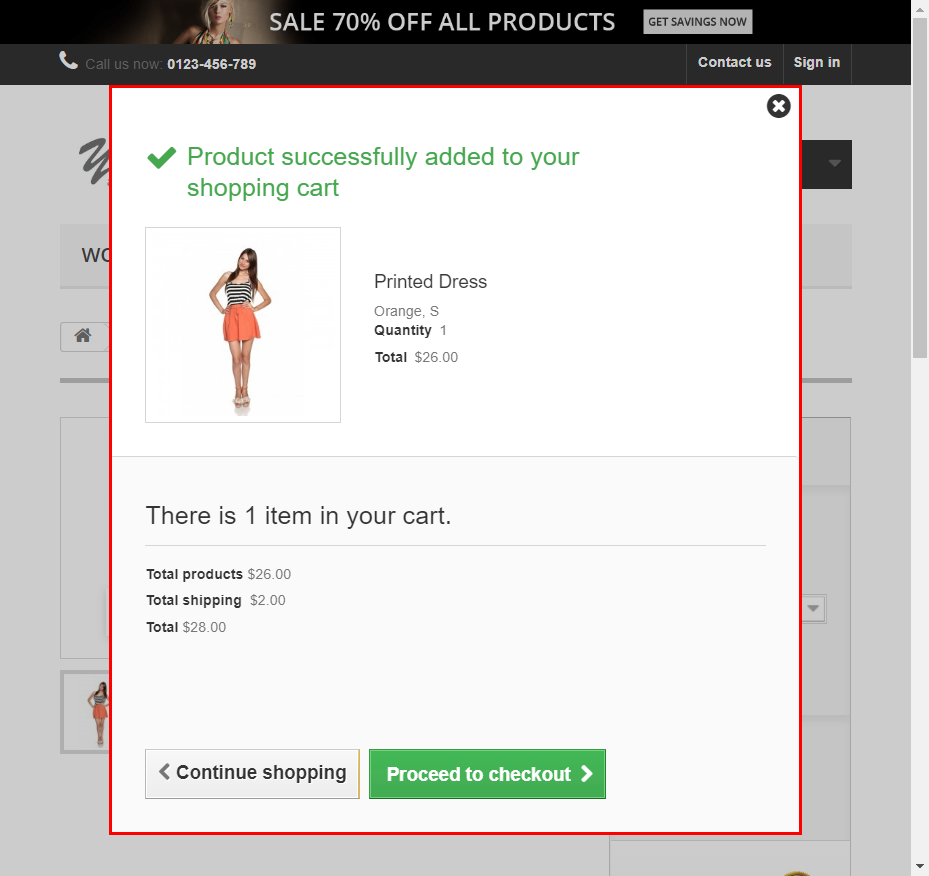 SALE 70% OFF ALL PRODUCTS GET SAVINGS NOW
Call us now: 0123-456-789 Contact us Sign in
Product successfully added to your
shopping cart
Printed Dress
Orange, S
Quantity 1
Total $26.00
There is 1 item in your cart.
Total products $26.00
Total shipping $2.00
Total $28.00
Continue shopping Proceed to checkout